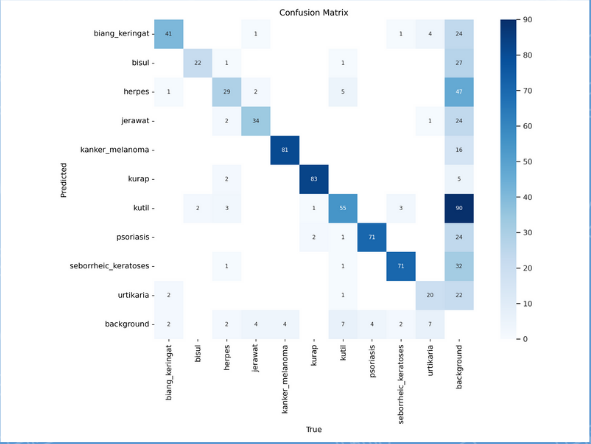 Confusion Matrix
biang_keringat 41 1 1 4 24
bisul 22 1 1 27
herpes 1 29 2 5 47
jerawat 2 34 1 24
kanker_melanoma 81 16
kurap 2 83 5
kutil 2 3 1 55 3 90
psoriasis 2 1 71 24
seborrheic_keratoses 1 1 71 32
urtikaria 2 1 20 22
background 2 2 4 4 7 4 2 7
biang_keringat
bisul
herpes
jerawat
kanker_melanoma
kurap
kutil
psoriasis
seborrheic_keratoses
urtikaria
background
True
Predicted
90
80
70
60
50
40
30
20
10
0